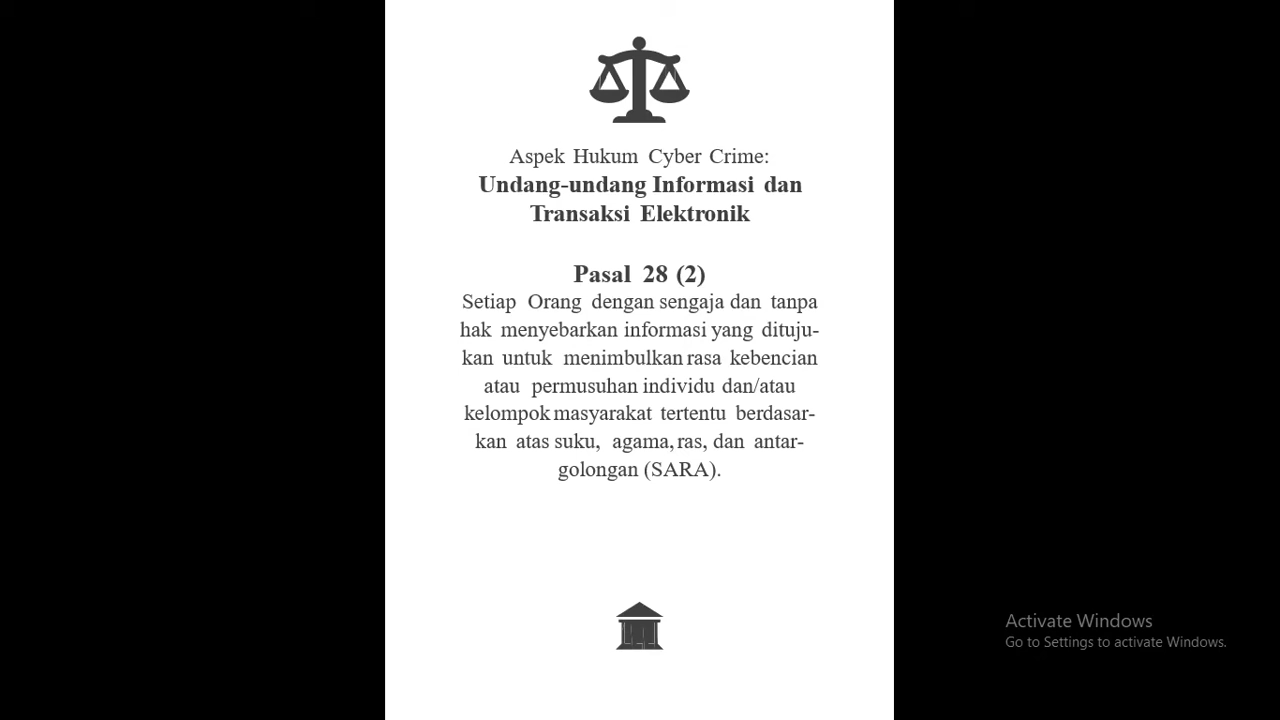 Aspek Hukum Cyber Crime:
Undang-undang Informasi dan
Transaksi Elektronik
Pasal 28 (2)
Setiap Orang dengan sengaja dan tanpa
hak menyebarkan informasi yang dituju-
kan untuk menimbulkan rasa kebencian
atau permusuhan individu dan/atau
kelompok masyarakat tertentu berdasar-
kan atas suku, agama, ras, dan antar-
golongan (SARA).
Activate Windows
Go to Settings to activate Windows.